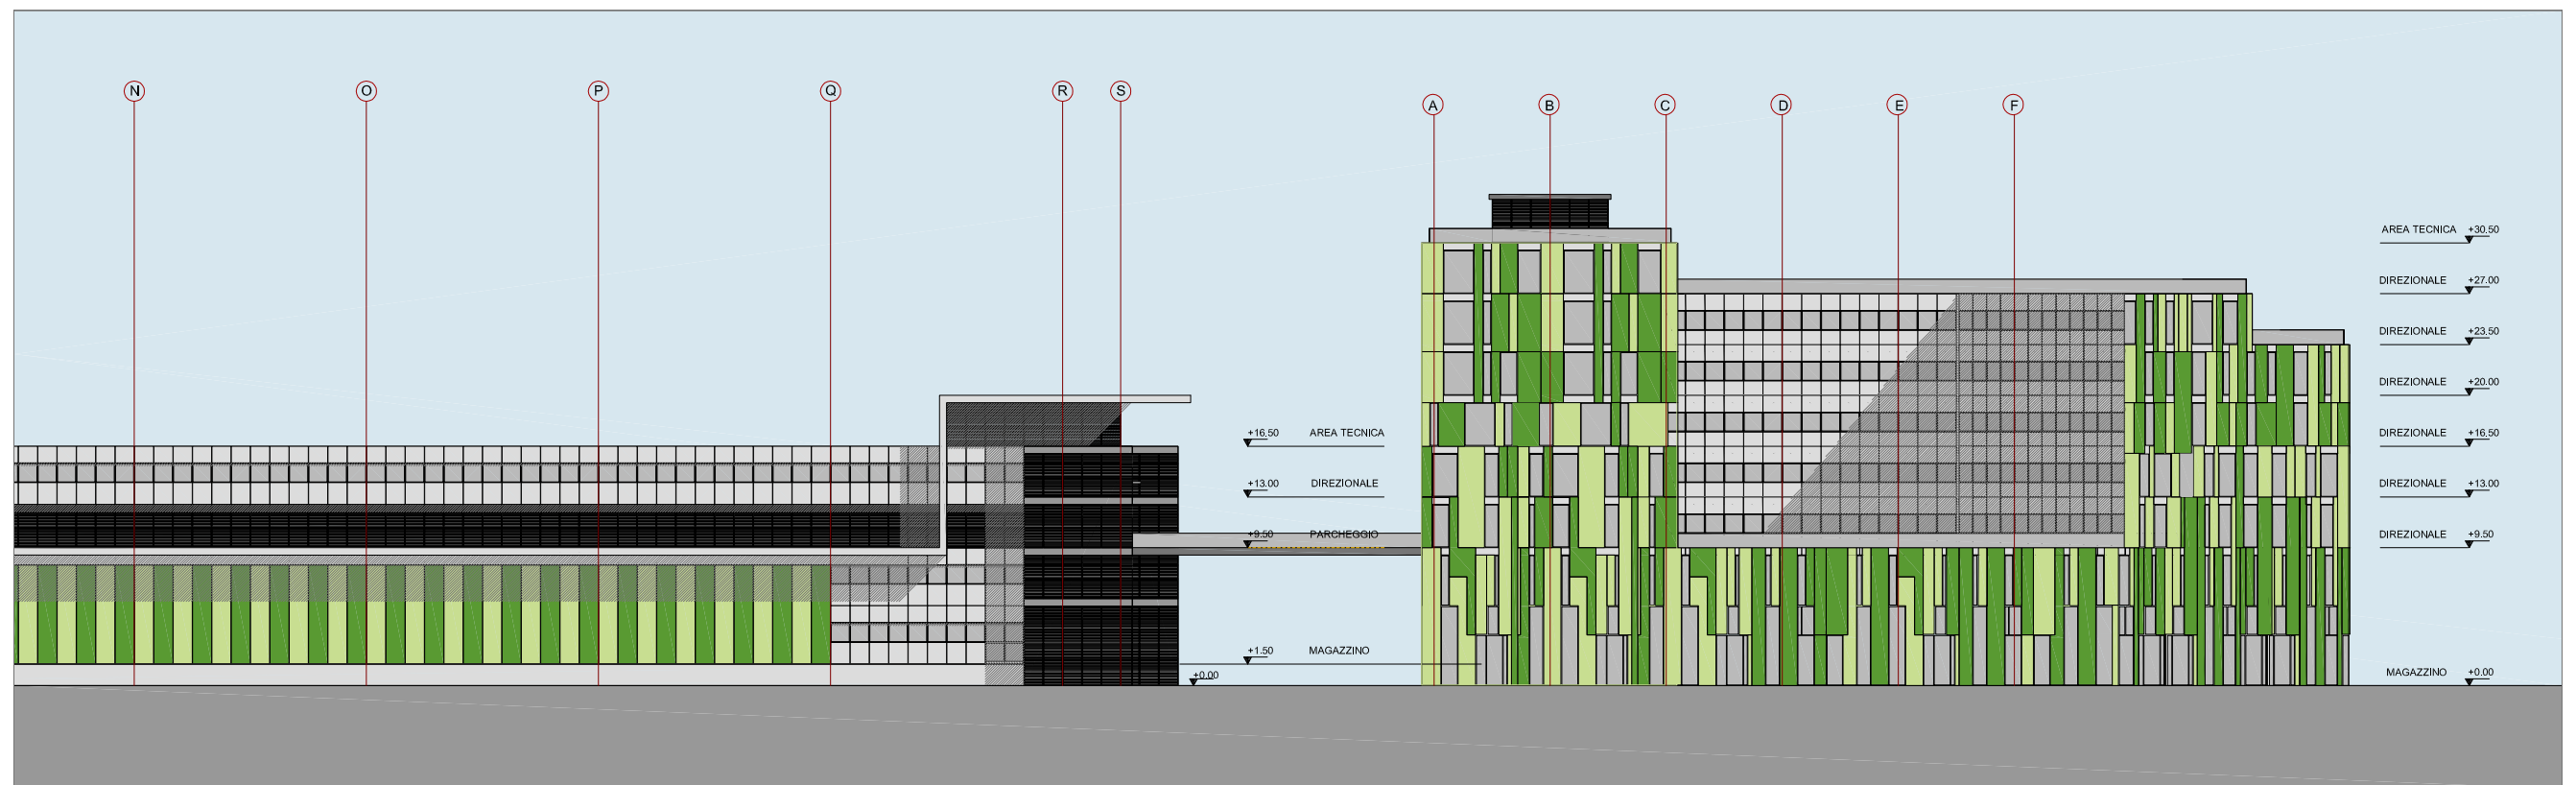 N O P Q R S
A B C D E F
AREA TECNICA +30.50
DIREZIONALE +27.00
DIREZIONALE +23.50
DIREZIONALE +20.00
+16.50 AREA TECNICA
DIREZIONALE +16.50
+13.00 DIREZIONALE
DIREZIONALE +13.00
+9.50 PARCHEGGIO
DIREZIONALE +9.50
+1.50 MAGAZZINO
+0.00
MAGAZZINO +0.00